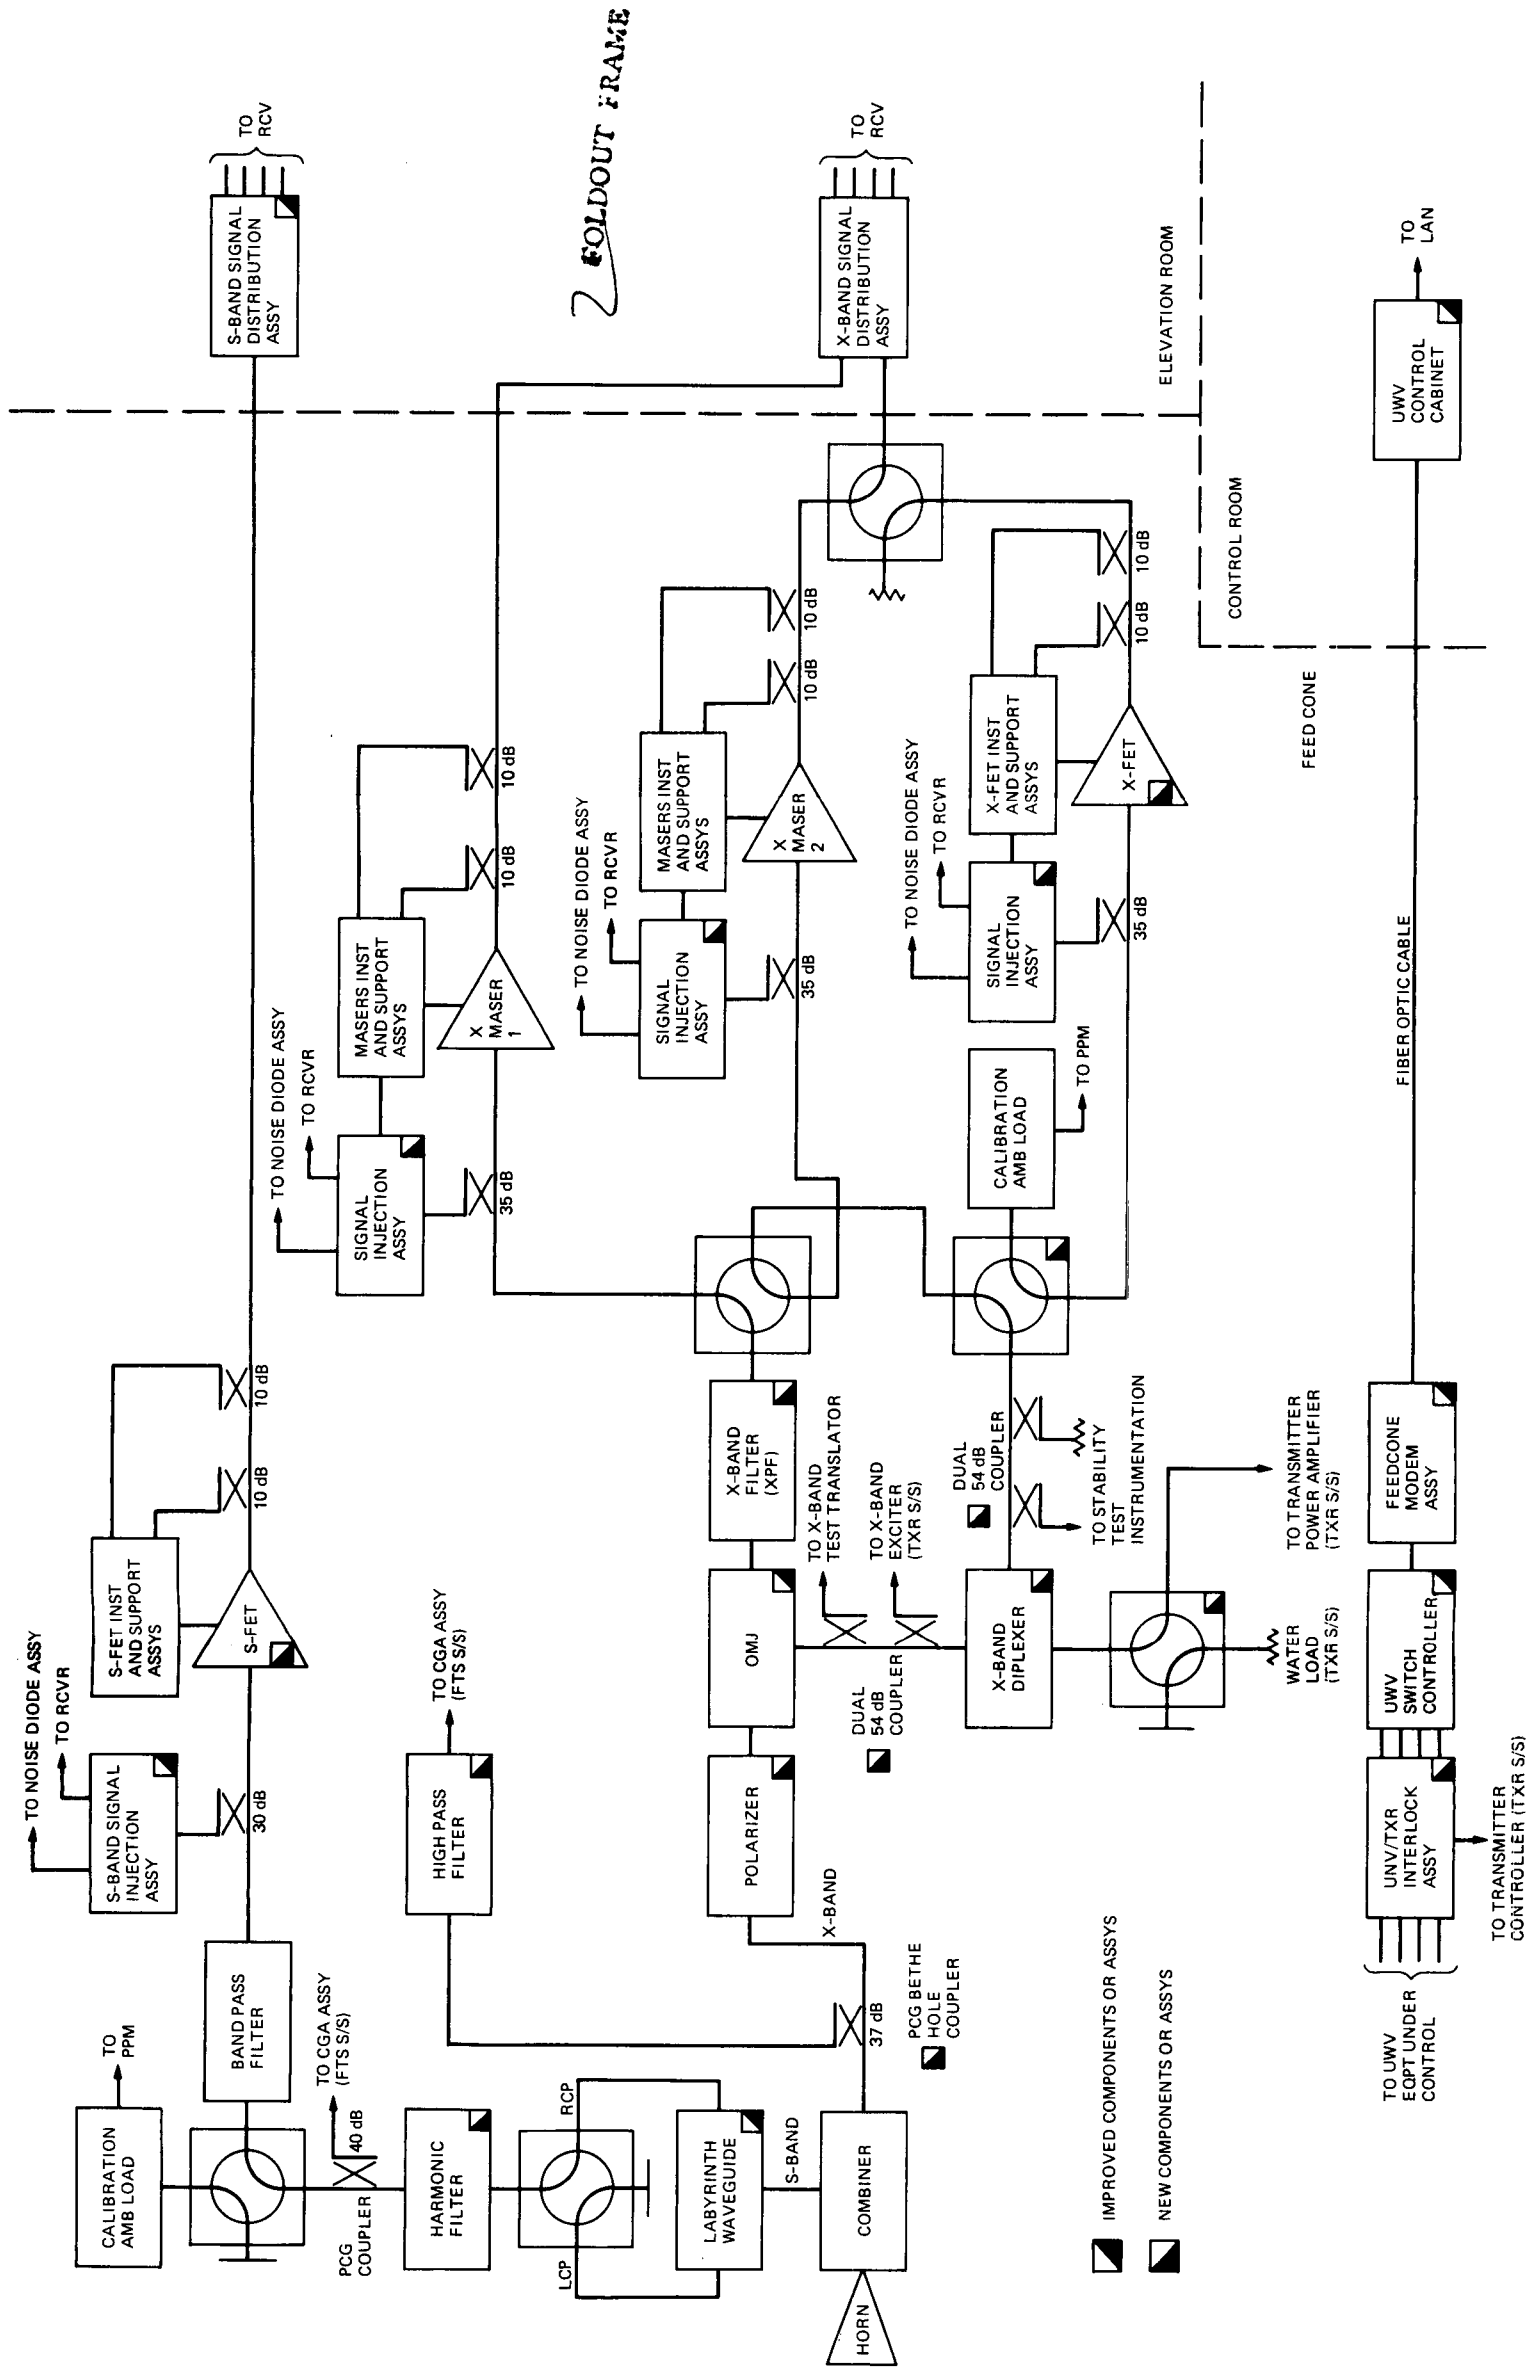 CALIBRATION
AMB LOAD
TO
PPM
BAND PASS
FILTER
S-BAND SIGNAL
INJECTION
ASSY
TO NOISE DIODE ASSY
TO RCVR
30 dB
S-FET INST
AND SUPPORT
ASSYS
S-FET
10 dB
10 dB
S-BAND SIGNAL
DISTRIBUTION
ASSY
TO
RCV
PCG
COUPLER
40 dB
TO CGA ASSY
(FTS S/S)
HARMONIC
FILTER
LCP
RCP
LABYRINTH
WAVEGUIDE
S-BAND
COMBINER
HORN
HIGH PASS
FILTER
TO CGA ASSY
(FTS S/S)
37 dB
PCG BETHE
HOLE
COUPLER
X-BAND
POLARIZER
OMJ
X-BAND
FILTER
(XPF)
SIGNAL
INJECTION
ASSY
TO NOISE DIODE ASSY
TO RCVR
35 dB
MASERS INST
AND SUPPORT
ASSYS
X
MASER
1
10 dB
10 dB
SIGNAL
INJECTION
ASSY
TO NOISE DIODE ASSY
TO RCVR
35 dB
MASERS INST
AND SUPPORT
ASSYS
X
MASER
2
10 dB
10 dB
2 FOLDOUT FRAME
X-BAND SIGNAL
DISTRIBUTION
ASSY
TO
RCV
DUAL
54 dB
COUPLER
TO X-BAND
TEST TRANSLATOR
TO X-BAND
EXCITER
(TXR S/S)
X-BAND
DIPLEXER
DUAL
54 dB
COUPLER
TO STABILITY
TEST
INSTRUMENTATION
CALIBRATION
AMB LOAD
TO PPM
SIGNAL
INJECTION
ASSY
TO NOISE DIODE ASSY
TO RCVR
35 dB
X-FET INST
AND SUPPORT
ASSYS
X-FET
10 dB
10 dB
WATER
LOAD
(TXR S/S)
TO TRANSMITTER
POWER AMPLIFIER
(TXR S/S)
ELEVATION ROOM
CONTROL ROOM
FEED CONE
IMPROVED COMPONENTS OR ASSYS
NEW COMPONENTS OR ASSYS
TO UWV
EQPT UNDER
CONTROL
UNV/TXR
INTERLOCK
ASSY
TO TRANSMITTER
CONTROLLER (TXR S/S)
UWV
SWITCH
CONTROLLER
FEEDCONE
MODEM
ASSY
FIBER OPTIC CABLE
UWV
CONTROL
CABINET
TO
LAN